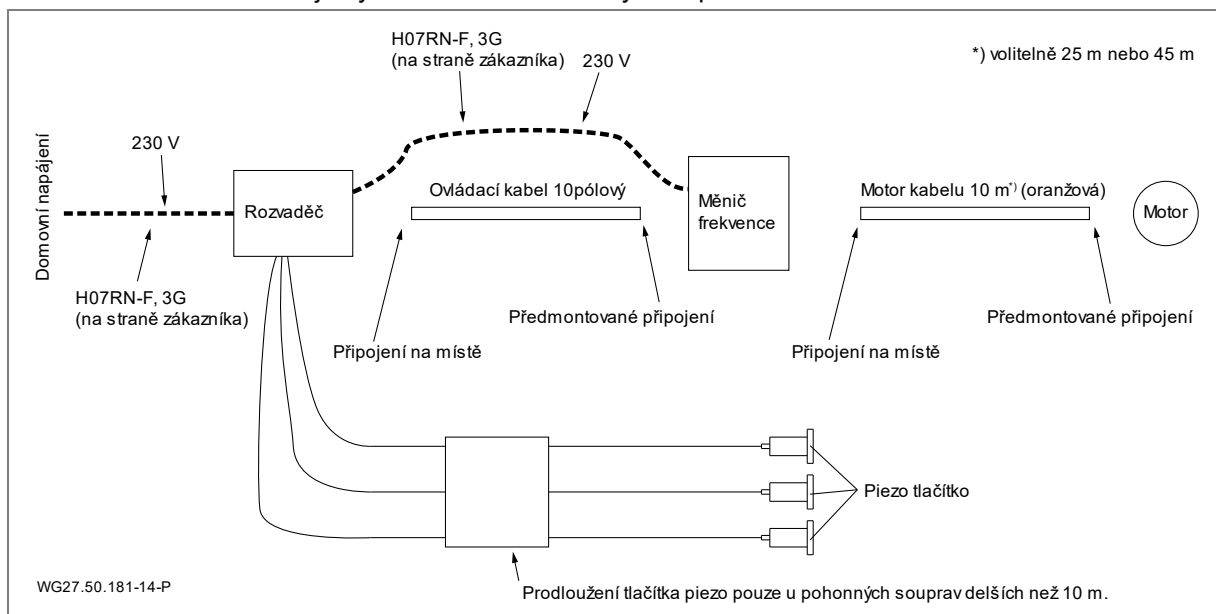 H07RN-F, 3G
(na straně zákazníka)
230 V
*) volitelně 25 m nebo 45 m
Domovní napájení
230 V
Rozvaděč
Ovládací kabel 10pólový
Měnič
frekvence
Motor kabelu 10 m*) (oranžová)
Motor
H07RN-F, 3G
(na straně zákazníka)
Předmontované připojení
Předmontované připojení
Připojení na místě
Připojení na místě
Piezo tlačítko
WG27.50.181-14-P
Prodloužení tlačítka piezo pouze u pohonných souprav delších než 10 m.